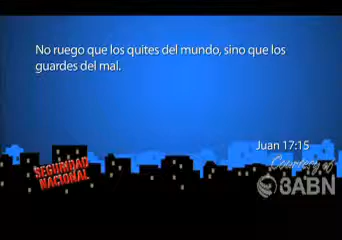 No ruego que los quites del mundo, sino que los
guardes del mal.
Juan 17:15
SEGURIDAD
NACIONAL
Courtesy of
3ABN